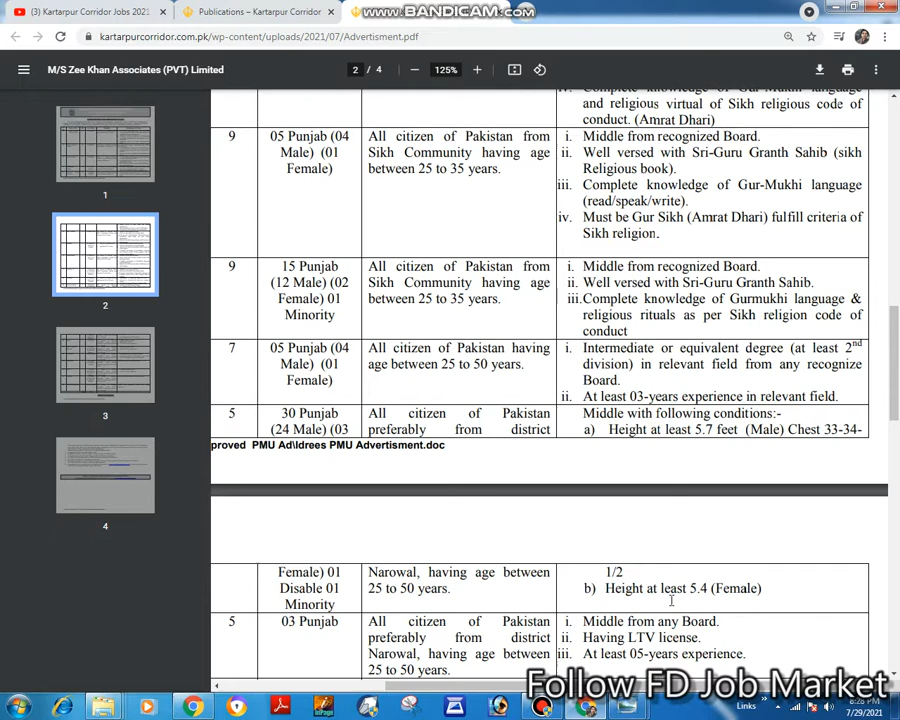 (3) Kartarpur Corridor Jobs 2021
Publications – Kartarpur Corridor
WWW.BANDICAM.COM
kartarpurcorridor.com.pk/wp-content/uploads/2021/07/Advertisment.pdf
M/S Zee Khan Associates (PVT) Limited
2 / 4
125%
1
2
3
4
iv. Complete knowledge of Gur-Mukhi language
and religious virtual of Sikh religious code of
conduct. (Amrat Dhari)
9
05 Punjab (04
Male) (01
Female)
All citizen of Pakistan from
Sikh Community having age
between 25 to 35 years.
i. Middle from recognized Board.
ii. Well versed with Sri-Guru Granth Sahib (sikh
Religious book).
iii. Complete knowledge of Gur-Mukhi language
(read/speak/write).
iv. Must be Gur Sikh (Amrat Dhari) fulfill criteria of
Sikh religion.
9
15 Punjab
(12 Male) (02
Female) 01
Minority
All citizen of Pakistan from
Sikh Community having age
between 25 to 35 years.
i. Middle from recognized Board.
ii. Well versed with Sri-Guru Granth Sahib.
iii. Complete knowledge of Gurmukhi language &
religious rituals as per Sikh religion code of
conduct
7
05 Punjab (04
Male) (01
Female)
All citizen of Pakistan having
age between 25 to 50 years.
i. Intermediate or equivalent degree (at least 2nd
division) in relevant field from any recognize
Board.
ii. At least 03-years experience in relevant field.
5
30 Punjab
(24 Male) (03
All citizen of Pakistan
preferably from district
Middle with following conditions:-
a) Height at least 5.7 feet (Male) Chest 33-34-
proved PMU Ad\ldrees PMU Advertisment.doc
Female) 01
Disable 01
Minority
Narowal, having age between
25 to 50 years.
1/2
b) Height at least 5.4 (Female)
5
03 Punjab
All citizen of Pakistan
preferably from district
Narowal, having age between
25 to 50 years.
i. Middle from any Board.
ii. Having LTV license.
iii. At least 05-years experience.
Follow FD Job Market
Links
8:28 PM
7/29/2021